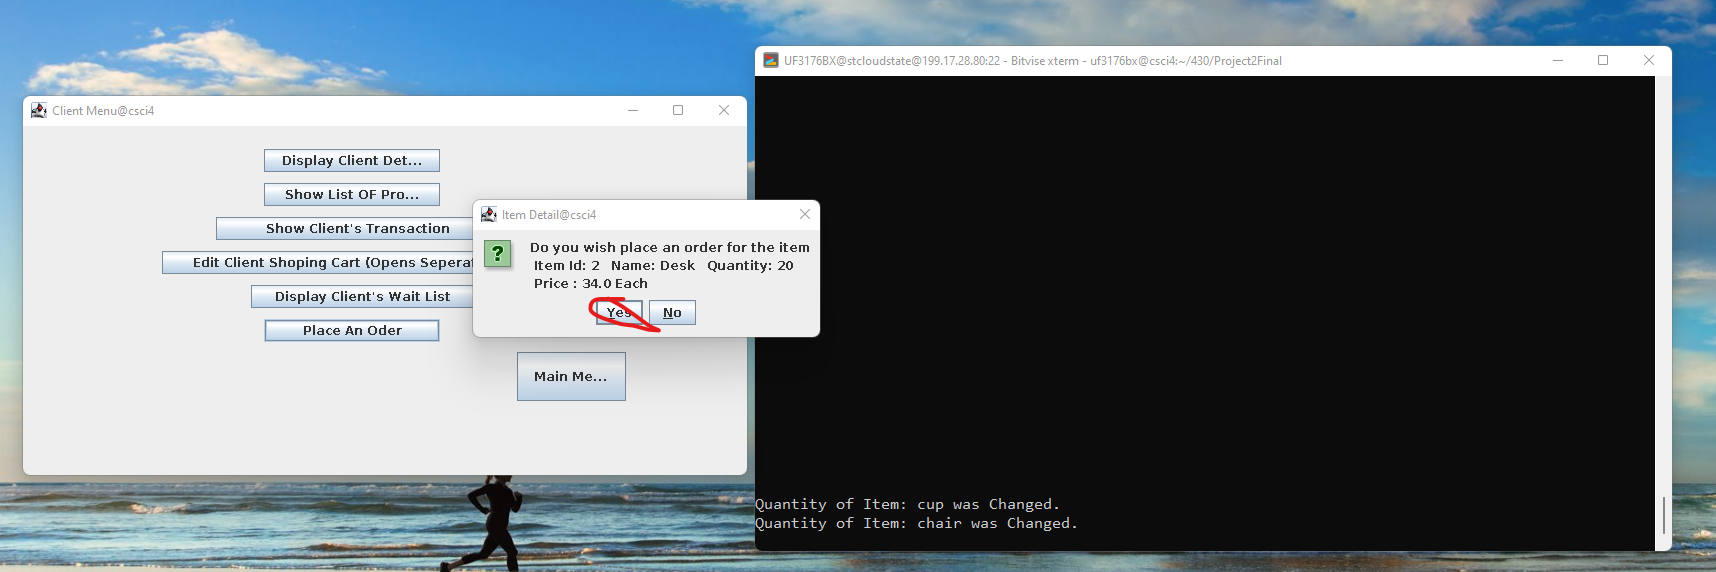 Client Menu@csci4
Display Client Det...
Show List OF Pro...
Show Client's Transaction
Edit Client Shoping Cart (Opens Sepera
Display Client's Wait List
Place An Oder
Main Me...
Item Detail@csci4
Do you wish place an order for the item
Item Id: 2 Name: Desk Quantity: 20
Price : 34.0 Each
Yes No
UF3176BX@stcloudstate@199.17.28.80:22 - Bitvise xterm - uf3176bx@csci4:~/430/Project2Final
Quantity of Item: cup was Changed.
Quantity of Item: chair was Changed.